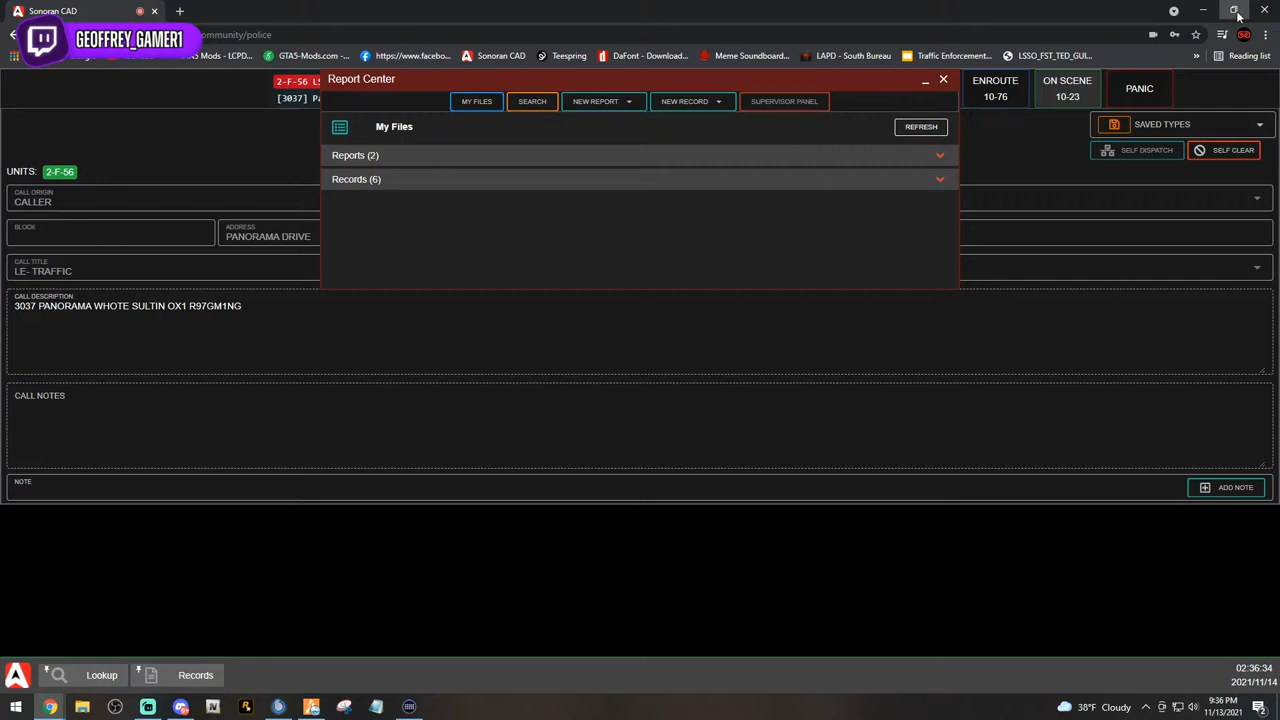 Sonoran CAD
GEOFFREY_GAMER1
ommunity/police
GTA5-Mods.com - LCPD...
https://www.facebo...
Sonoran CAD
Teespring
DaFont - Download...
Meme Soundboard...
LAPD - South Bureau
Traffic Enforcement...
LSSO_FST_TED_GUI...
»
Reading list
2-F-56 LS
[3037] Pa
Report Center
MY FILES
SEARCH
NEW REPORT
NEW RECORD
SUPERVISOR PANEL
My Files
REFRESH
Reports (2)
Records (6)
ENROUTE
10-76
ON SCENE
10-23
PANIC
SAVED TYPES
SELF DISPATCH
SELF CLEAR
UNITS: 2-F-56
CALL ORIGIN
CALLER
BLOCK
ADDRESS
PANORAMA DRIVE
CALL TITLE
LE- TRAFFIC
CALL DESCRIPTION
3037 PANORAMA WHOTE SULTIN OX1 R97GM1NG
CALL NOTES
NOTE
ADD NOTE
Lookup
Records
02:36:34
2021/11/14
38°F Cloudy
9:36 PM
11/13/2021
2